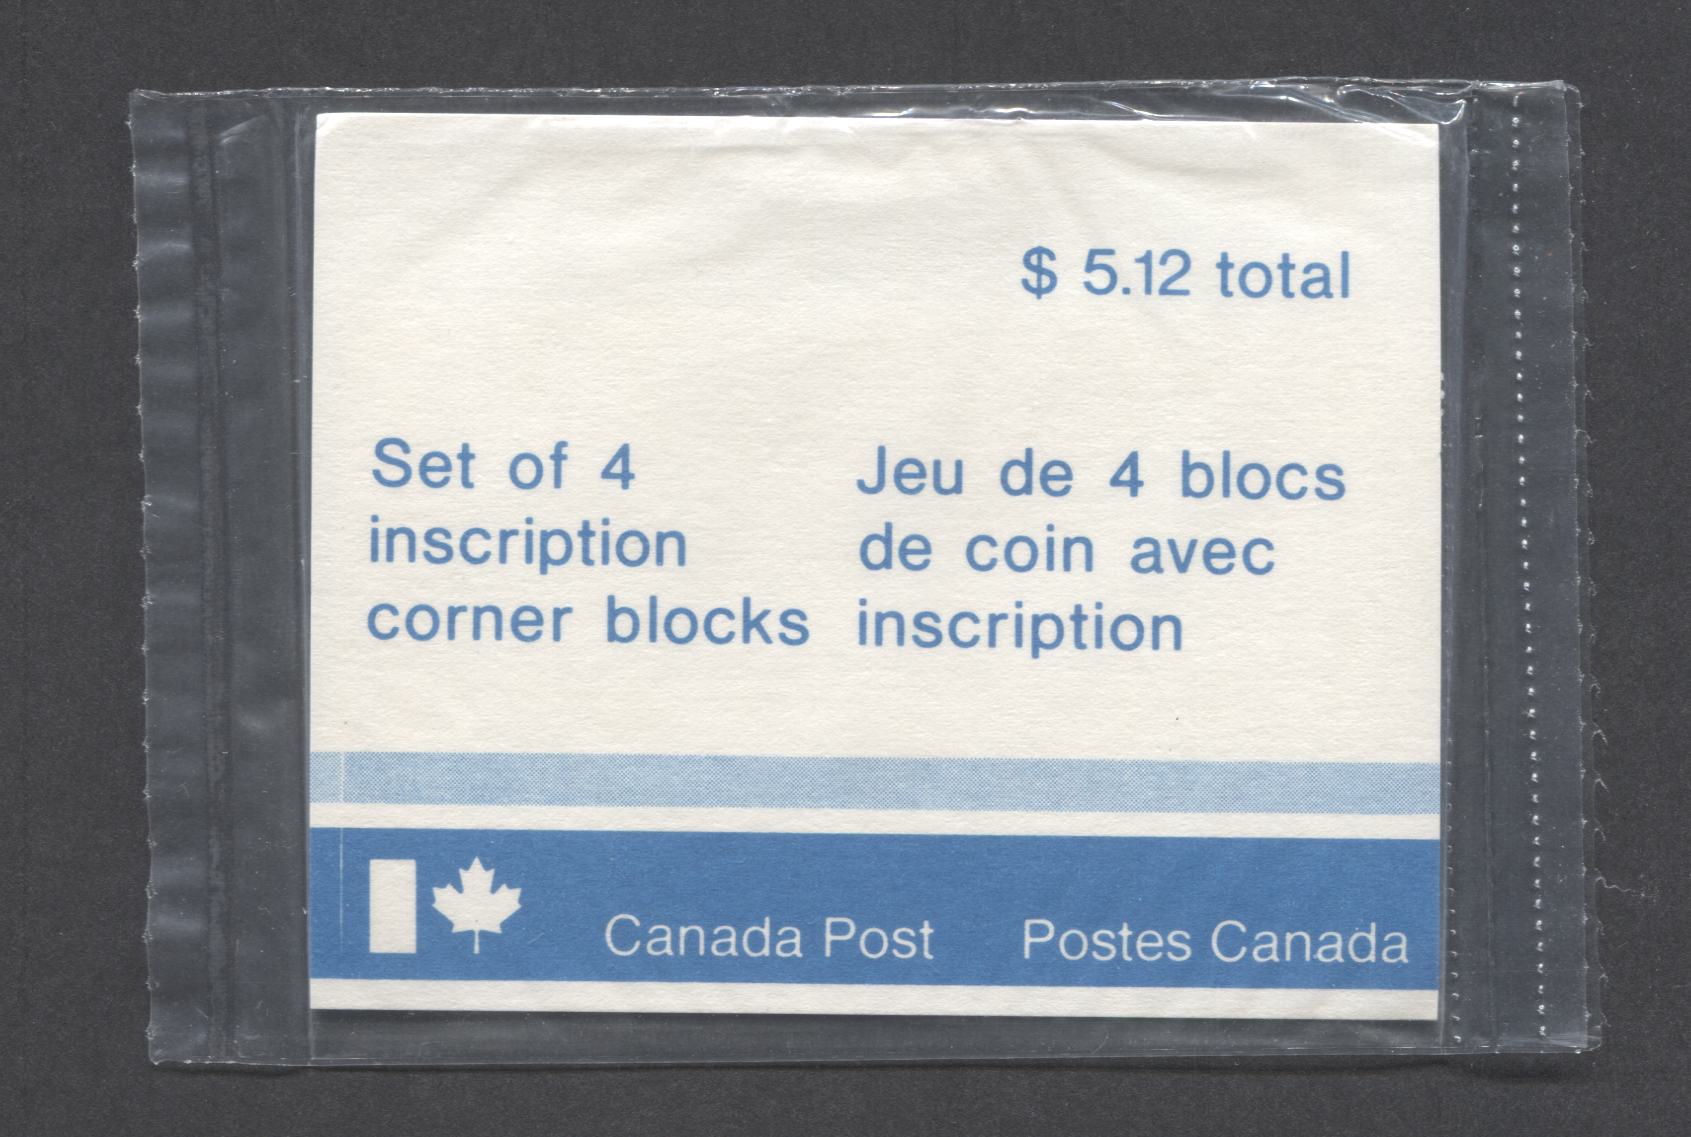 $ 5.12 total
Set of 4
inscription
corner blocks
Jeu de 4 blocs
de coin avec
inscription
Canada Post
Postes Canada